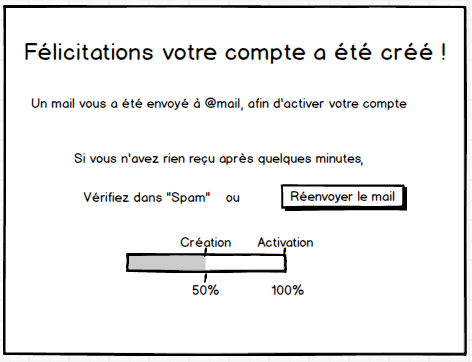 Félicitations votre compte a été créé !
Un mail vous a été envoyé à @mail, afin d'activer votre compte
Si vous n'avez rien reçu après quelques minutes,
Vérifiez dans "Spam" ou Réenvoyer le mail
Création Activation
50% 100%